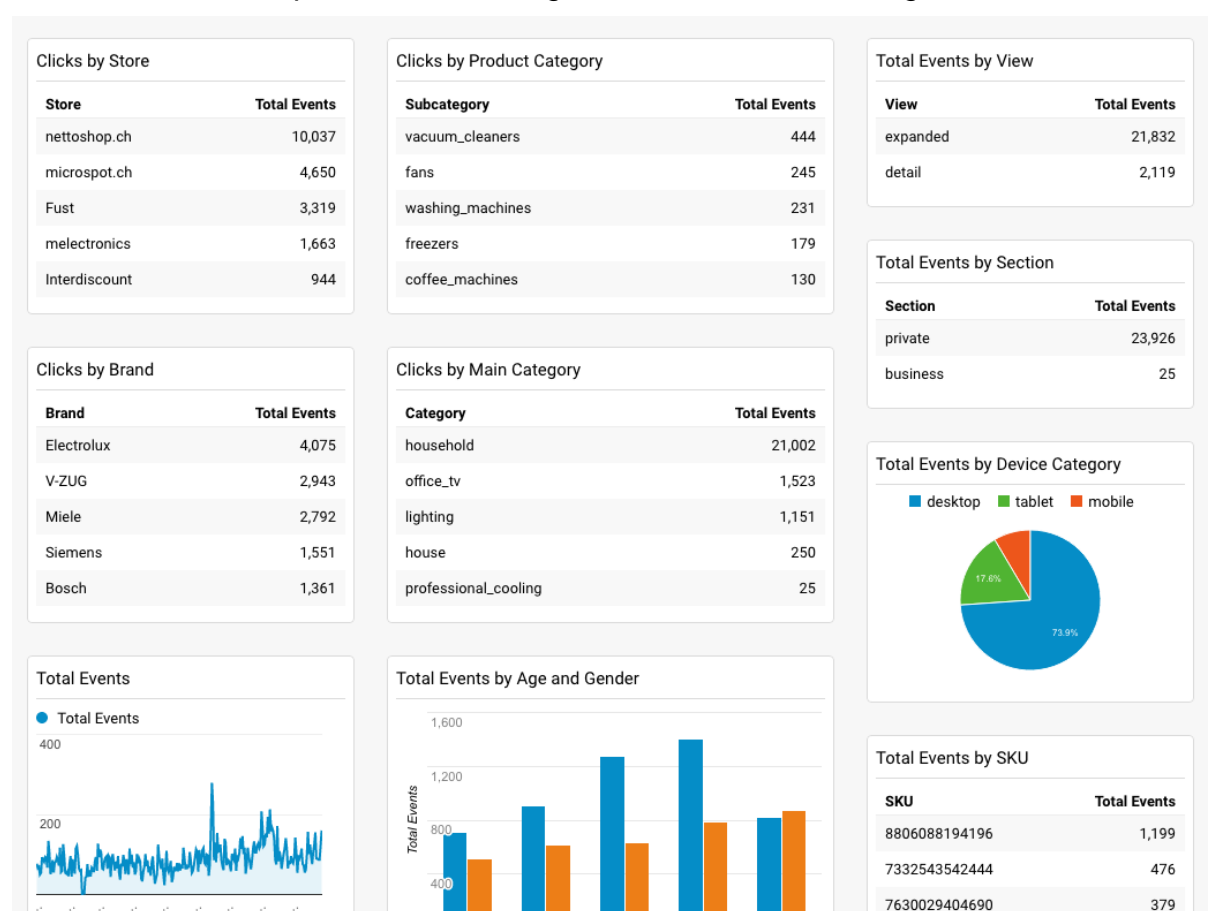 Clicks by Store
Store Total Events
nettoshop.ch 10,037
microspot.ch 4,650
Fust 3,319
melectronics 1,663
Interdiscount 944
Clicks by Product Category
Subcategory Total Events
vacuum_cleaners 444
fans 245
washing_machines 231
freezers 179
coffee_machines 130
Total Events by View
View Total Events
expanded 21,832
detail 2,119
Total Events by Section
Section Total Events
private 23,926
business 25
Clicks by Brand
Brand Total Events
Electrolux 4,075
V-ZUG 2,943
Miele 2,792
Siemens 1,551
Bosch 1,361
Clicks by Main Category
Category Total Events
household 21,002
office_tv 1,523
lighting 1,151
house 250
professional_cooling 25
Total Events by Device Category
desktop tablet mobile
17.6%
73.9%
Total Events
Total Events
400
200
Total Events by Age and Gender
1,600
1,200
800
400
Total Events
Total Events by SKU
SKU Total Events
8806088194196 1,199
7332543542444 476
7630029404690 379